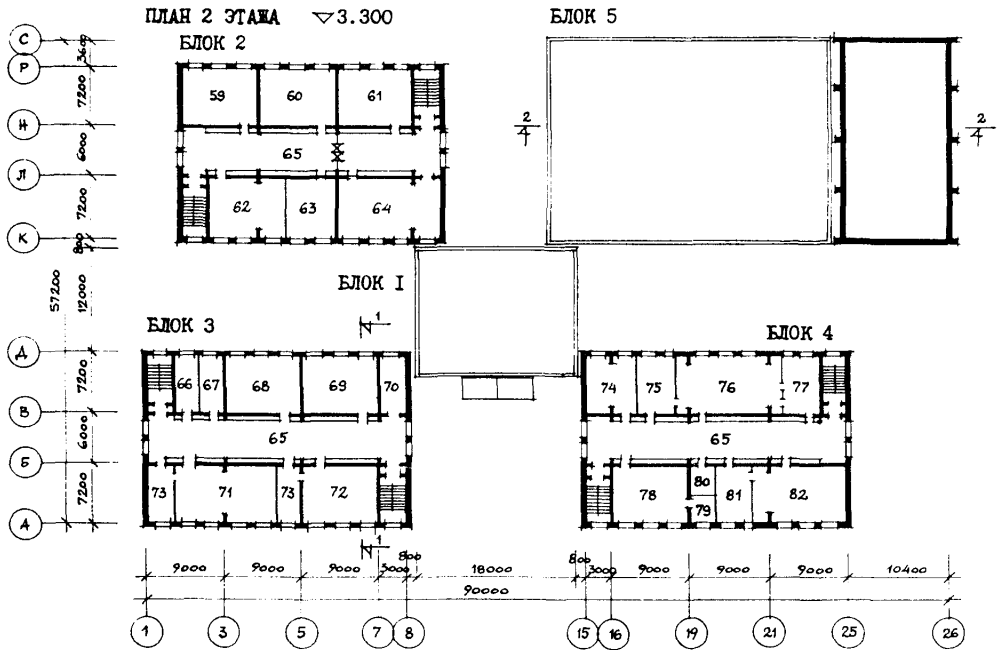 ПЛАН 2 ЭТАЖА ▽3.300
БЛОК 5
БЛОК 2
С
3600
Р
7200
59 60 61
Н
2
4
2
4
6000
65
Л
7200
62 63 64
К
800
57200
12000
БЛОК I
1
БЛОК 3
БЛОК 4
Д
7200
66 67 68 69 70
74 75 76 77
В
6000
65
65
Б
7200
73 71 73 72
78 80 79 81 82
А
1
9000 9000 9000 3000 800 18000 800 3000 9000 9000 9000 10400
90000
1 3 5 7 8 15 16 19 21 25 26